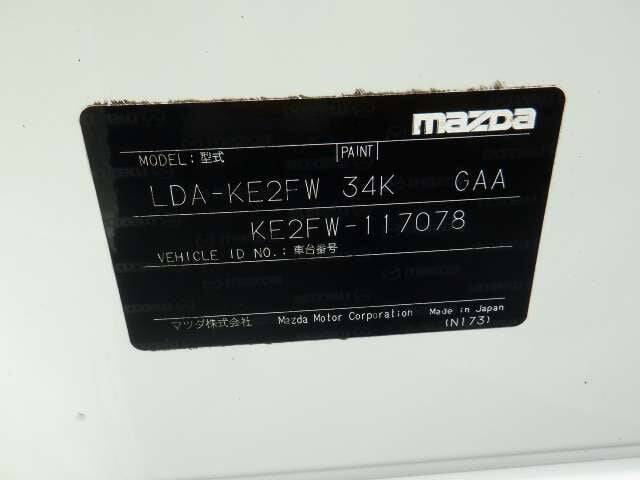 mazda
MODEL: 型式 PAINT
LDA-KE2FW 34K GAA
KE2FW-117078
VEHICLE ID NO.: 車台番号
マツダ株式会社 Mazda Motor Corporation Made in Japan
(N173)